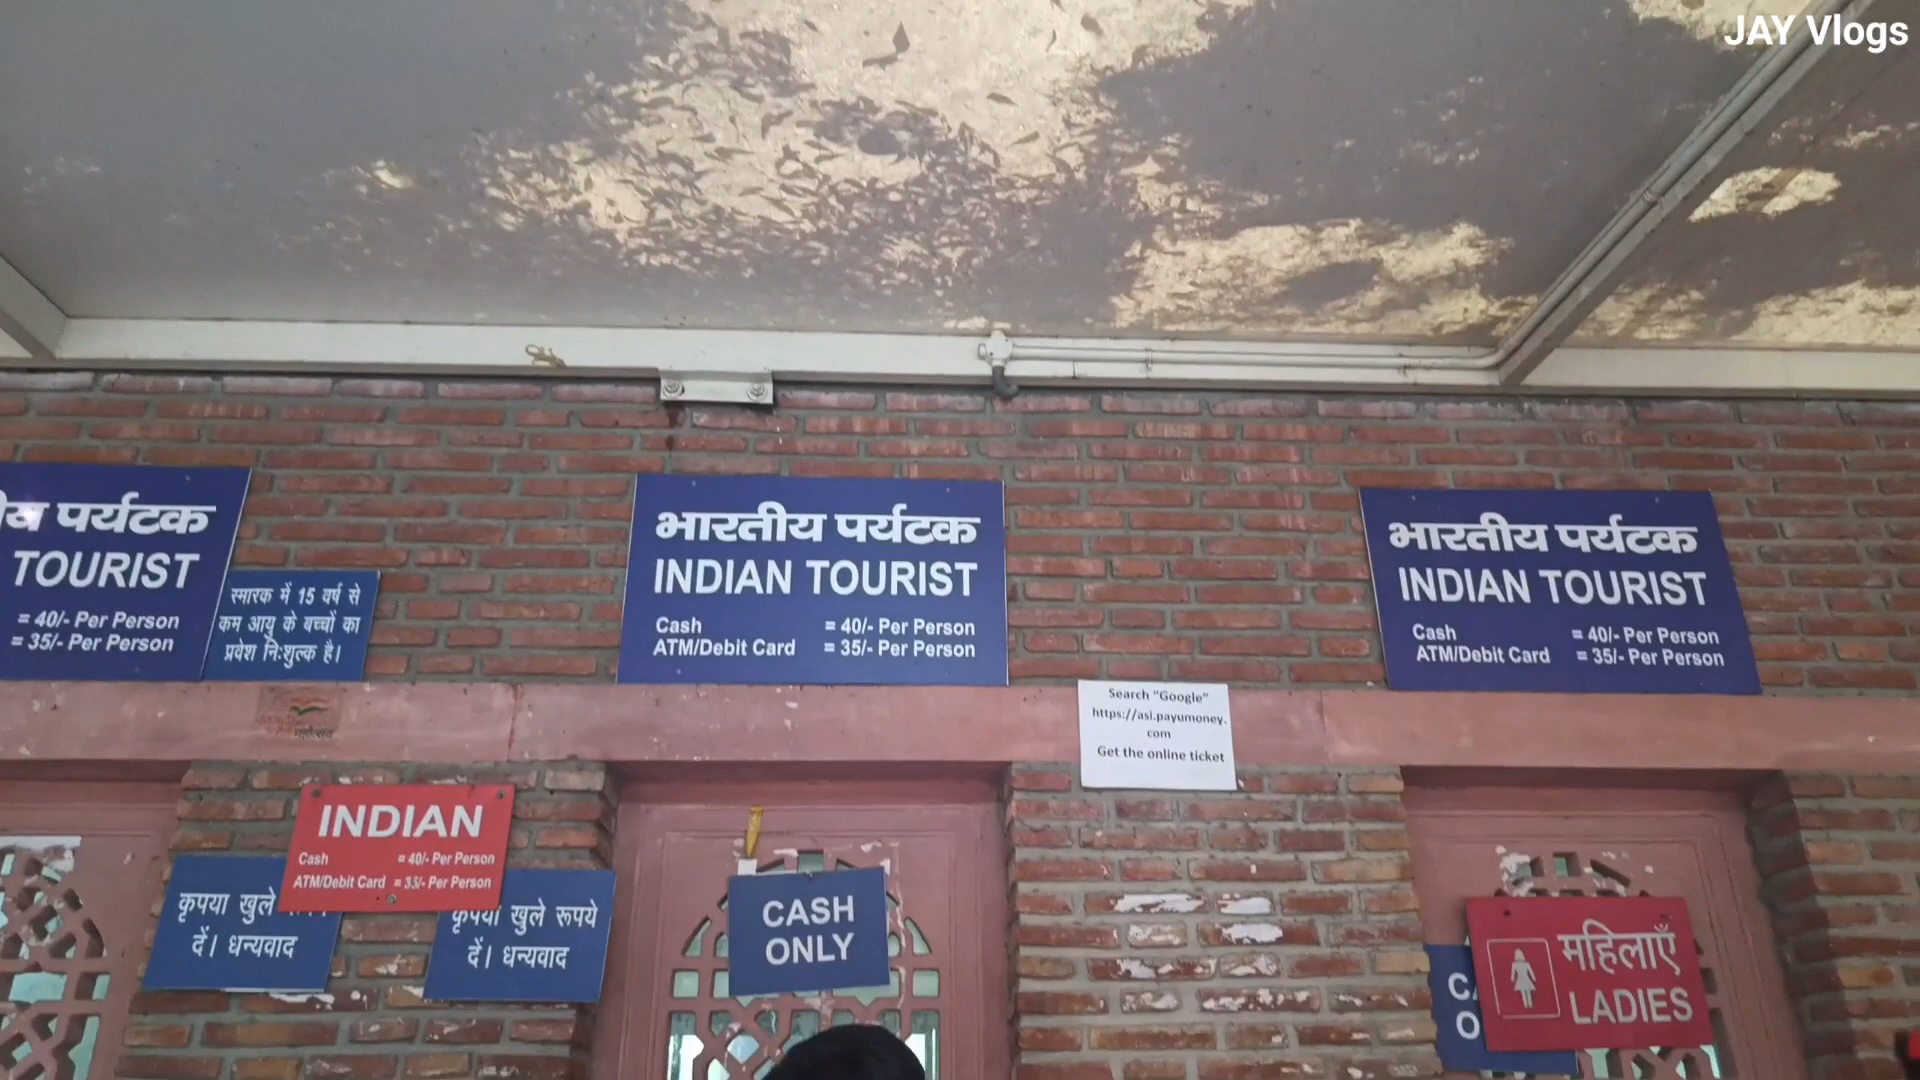 JAY Vlogs
पर्यटक
TOURIST
= 40/- Per Person
= 35/- Per Person
स्मारक में 15 वर्ष से
कम आयु के बच्चों का
प्रवेश नि:शुल्क है।
भारतीय पर्यटक
INDIAN TOURIST
Cash = 40/- Per Person
ATM/Debit Card = 35/- Per Person
भारतीय पर्यटक
INDIAN TOURIST
Cash = 40/- Per Person
ATM/Debit Card = 35/- Per Person
Search "Google"
https://asi.payumoney.
com
Get the online ticket
महोत्सव
INDIAN
Cash = 40/- Per Person
ATM/Debit Card = 35/- Per Person
कृपया खुले
दें। धन्यवाद
कृपया खुले रूपये
दें। धन्यवाद
CASH
ONLY
महिलाएँ
LADIES